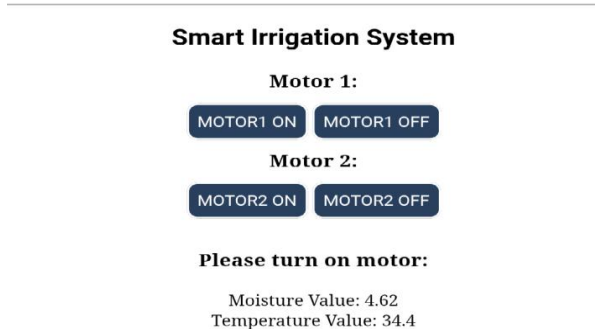 Smart Irrigation System
Motor 1:
MOTOR1 ON MOTOR1 OFF
Motor 2:
MOTOR2 ON MOTOR2 OFF
Please turn on motor:
Moisture Value: 4.62
Temperature Value: 34.4